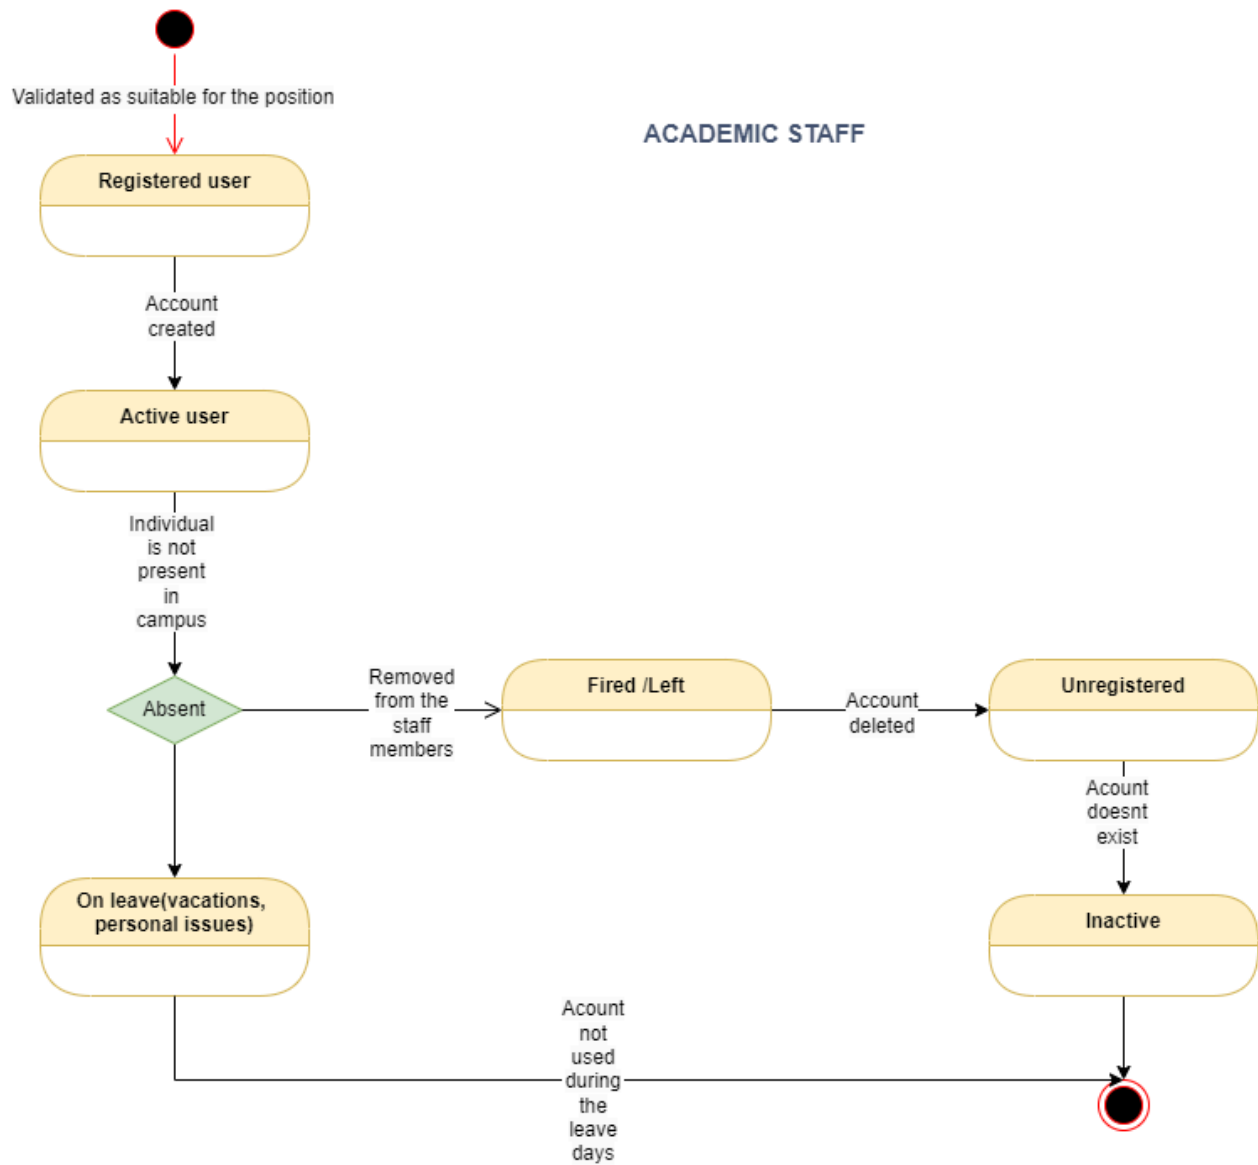 Validated as suitable for the position
ACADEMIC STAFF
Registered user
Account
created
Active user
Individual
is not
present
in
campus
Absent
Removed
from the
staff
members
Fired /Left
Account
deleted
Unregistered
Acount
doesnt
exist
On leave(vacations,
personal issues)
Inactive
Acount
not
used
during
the
leave
days